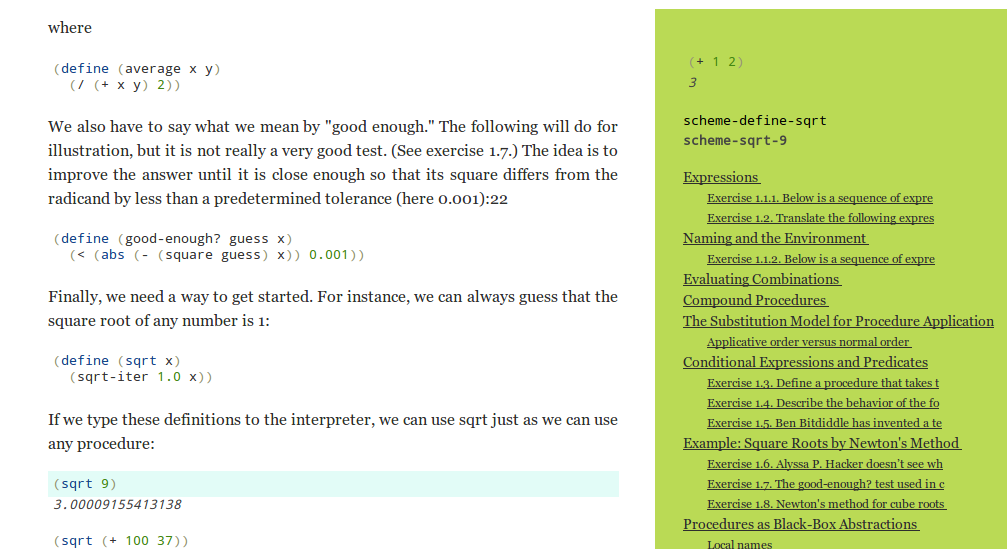 where
(define (average x y)
(/ (+ x y) 2))
We also have to say what we mean by "good enough." The following will do for
illustration, but it is not really a very good test. (See exercise 1.7.) The idea is to
improve the answer until it is close enough so that its square differs from the
radicand by less than a predetermined tolerance (here 0.001):22
(define (good-enough? guess x)
(< (abs (- (square guess) x)) 0.001))
Finally, we need a way to get started. For instance, we can always guess that the
square root of any number is 1:
(define (sqrt x)
(sqrt-iter 1.0 x))
If we type these definitions to the interpreter, we can use sqrt just as we can use
any procedure:
(sqrt 9)
3.00009155413138
(sqrt (+ 100 37))
(+ 1 2)
3
scheme-define-sqrt
scheme-sqrt-9
Expressions
Exercise 1.1.1. Below is a sequence of expre
Exercise 1.2. Translate the following expres
Naming and the Environment
Exercise 1.1.2. Below is a sequence of expre
Evaluating Combinations
Compound Procedures
The Substitution Model for Procedure Application
Applicative order versus normal order
Conditional Expressions and Predicates
Exercise 1.3. Define a procedure that takes t
Exercise 1.4. Describe the behavior of the fo
Exercise 1.5. Ben Bitdiddle has invented a te
Example: Square Roots by Newton's Method
Exercise 1.6. Alyssa P. Hacker doesn't see wh
Exercise 1.7. The good-enough? test used in c
Exercise 1.8. Newton's method for cube roots
Procedures as Black-Box Abstractions
Local names